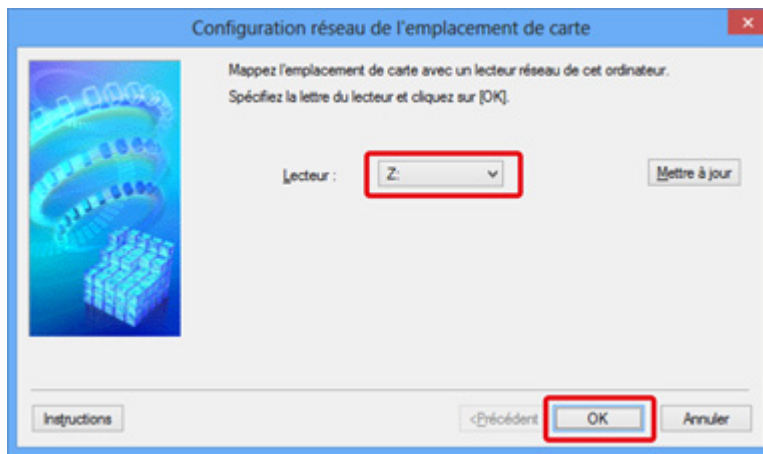 Configuration réseau de l'emplacement de carte
Mappez l'emplacement de carte avec un lecteur réseau de cet ordinateur.
Spécifiez la lettre du lecteur et cliquez sur [OK].
Lecteur : Z: Mettre à jour
Instructions <Précédent OK Annuler